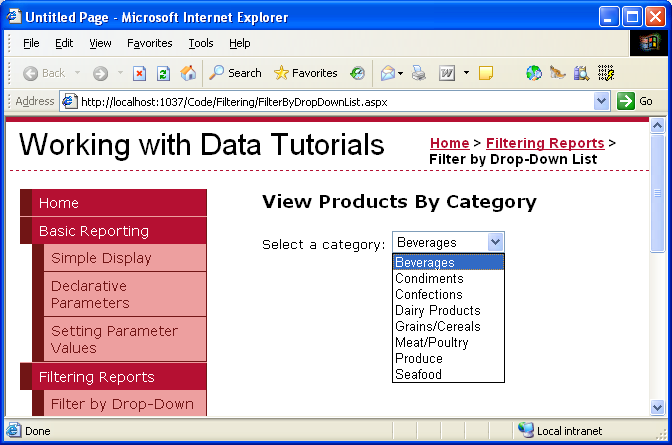 Untitled Page - Microsoft Internet Explorer
File Edit View Favorites Tools Help
Back Search Favorites W
Address http://localhost:1037/Code/Filtering/FilterByDropDownList.aspx Go
Working with Data Tutorials
Home > Filtering Reports >
Filter by Drop-Down List
Home
Basic Reporting
Simple Display
Declarative
Parameters
Setting Parameter
Values
Filtering Reports
Filter by Drop-Down
View Products By Category
Select a category: Beverages
Beverages
Condiments
Confections
Dairy Products
Grains/Cereals
Meat/Poultry
Produce
Seafood
Done Local intranet